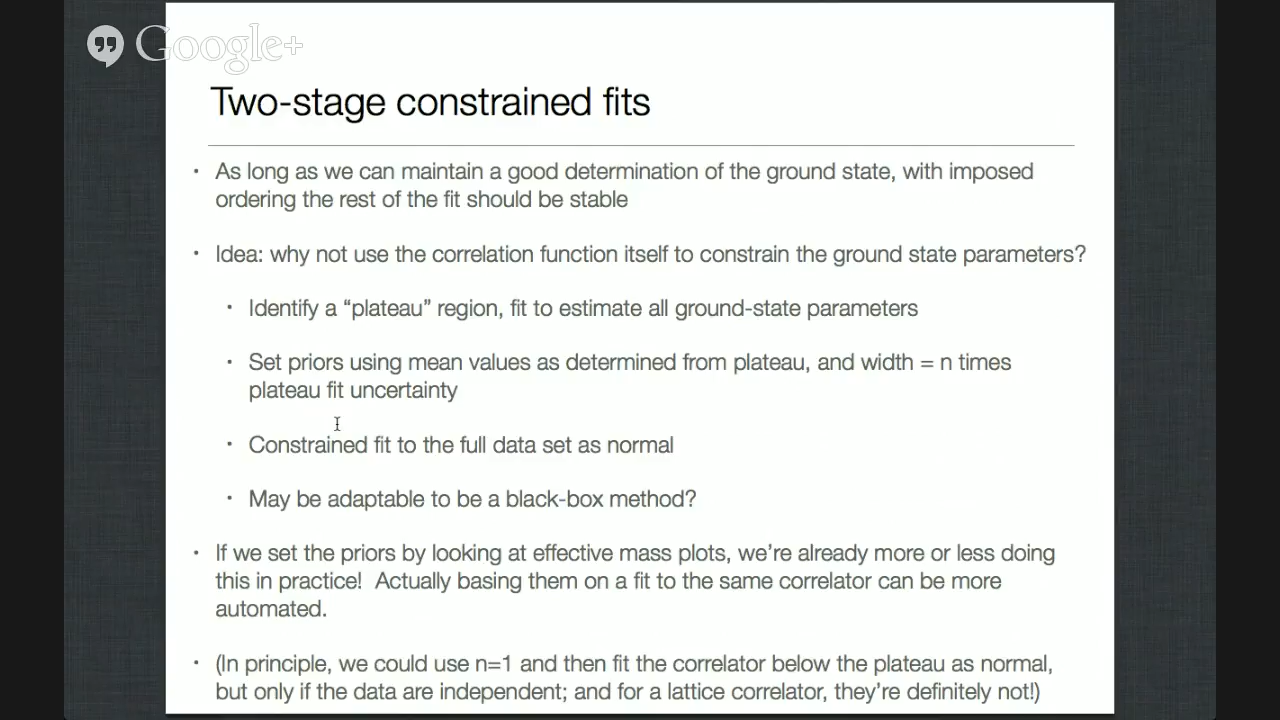 Google+
Two-stage constrained fits
• As long as we can maintain a good determination of the ground state, with imposed
ordering the rest of the fit should be stable
• Idea: why not use the correlation function itself to constrain the ground state parameters?
• Identify a “plateau” region, fit to estimate all ground-state parameters
• Set priors using mean values as determined from plateau, and width = n times
plateau fit uncertainty
• Constrained fit to the full data set as normal
• May be adaptable to be a black-box method?
• If we set the priors by looking at effective mass plots, we’re already more or less doing
this in practice! Actually basing them on a fit to the same correlator can be more
automated.
• (In principle, we could use n=1 and then fit the correlator below the plateau as normal,
but only if the data are independent; and for a lattice correlator, they’re definitely not!)